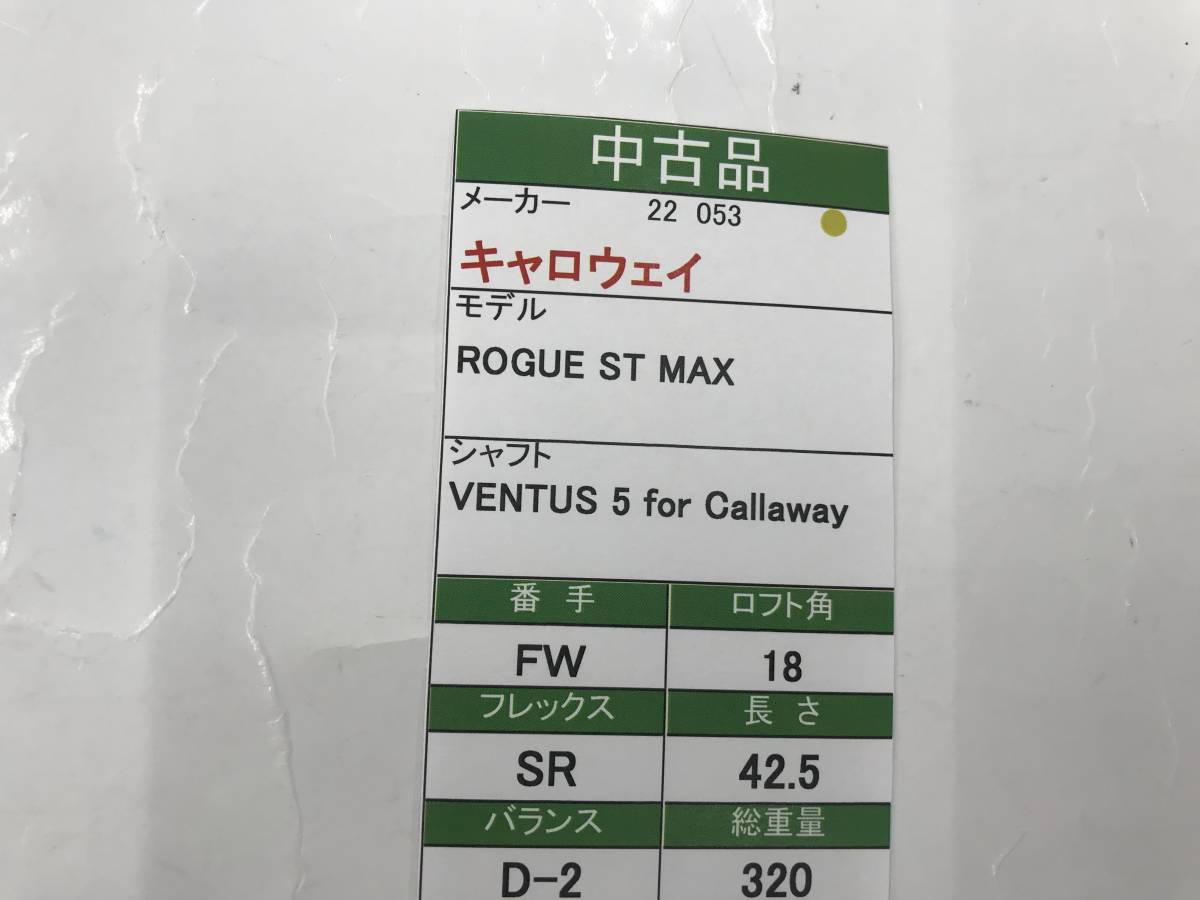 中古品
メーカー 22 053
キャロウェイ
モデル
ROGUE ST MAX
シャフト
VENTUS 5 for Callaway
番 手 ロフト角
FW 18
フレックス 長 さ
SR 42.5
バランス 総重量
D-2 320